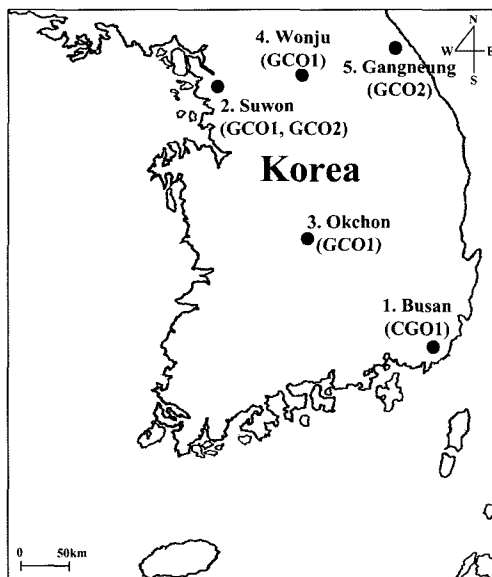 N
W E
S
4. Wonju
(GCO1)
5. Gangneung
(GCO2)
2. Suwon
(GCO1, GCO2)
Korea
3. Okchon
(GCO1)
1. Busan
(CGO1)
0 50km